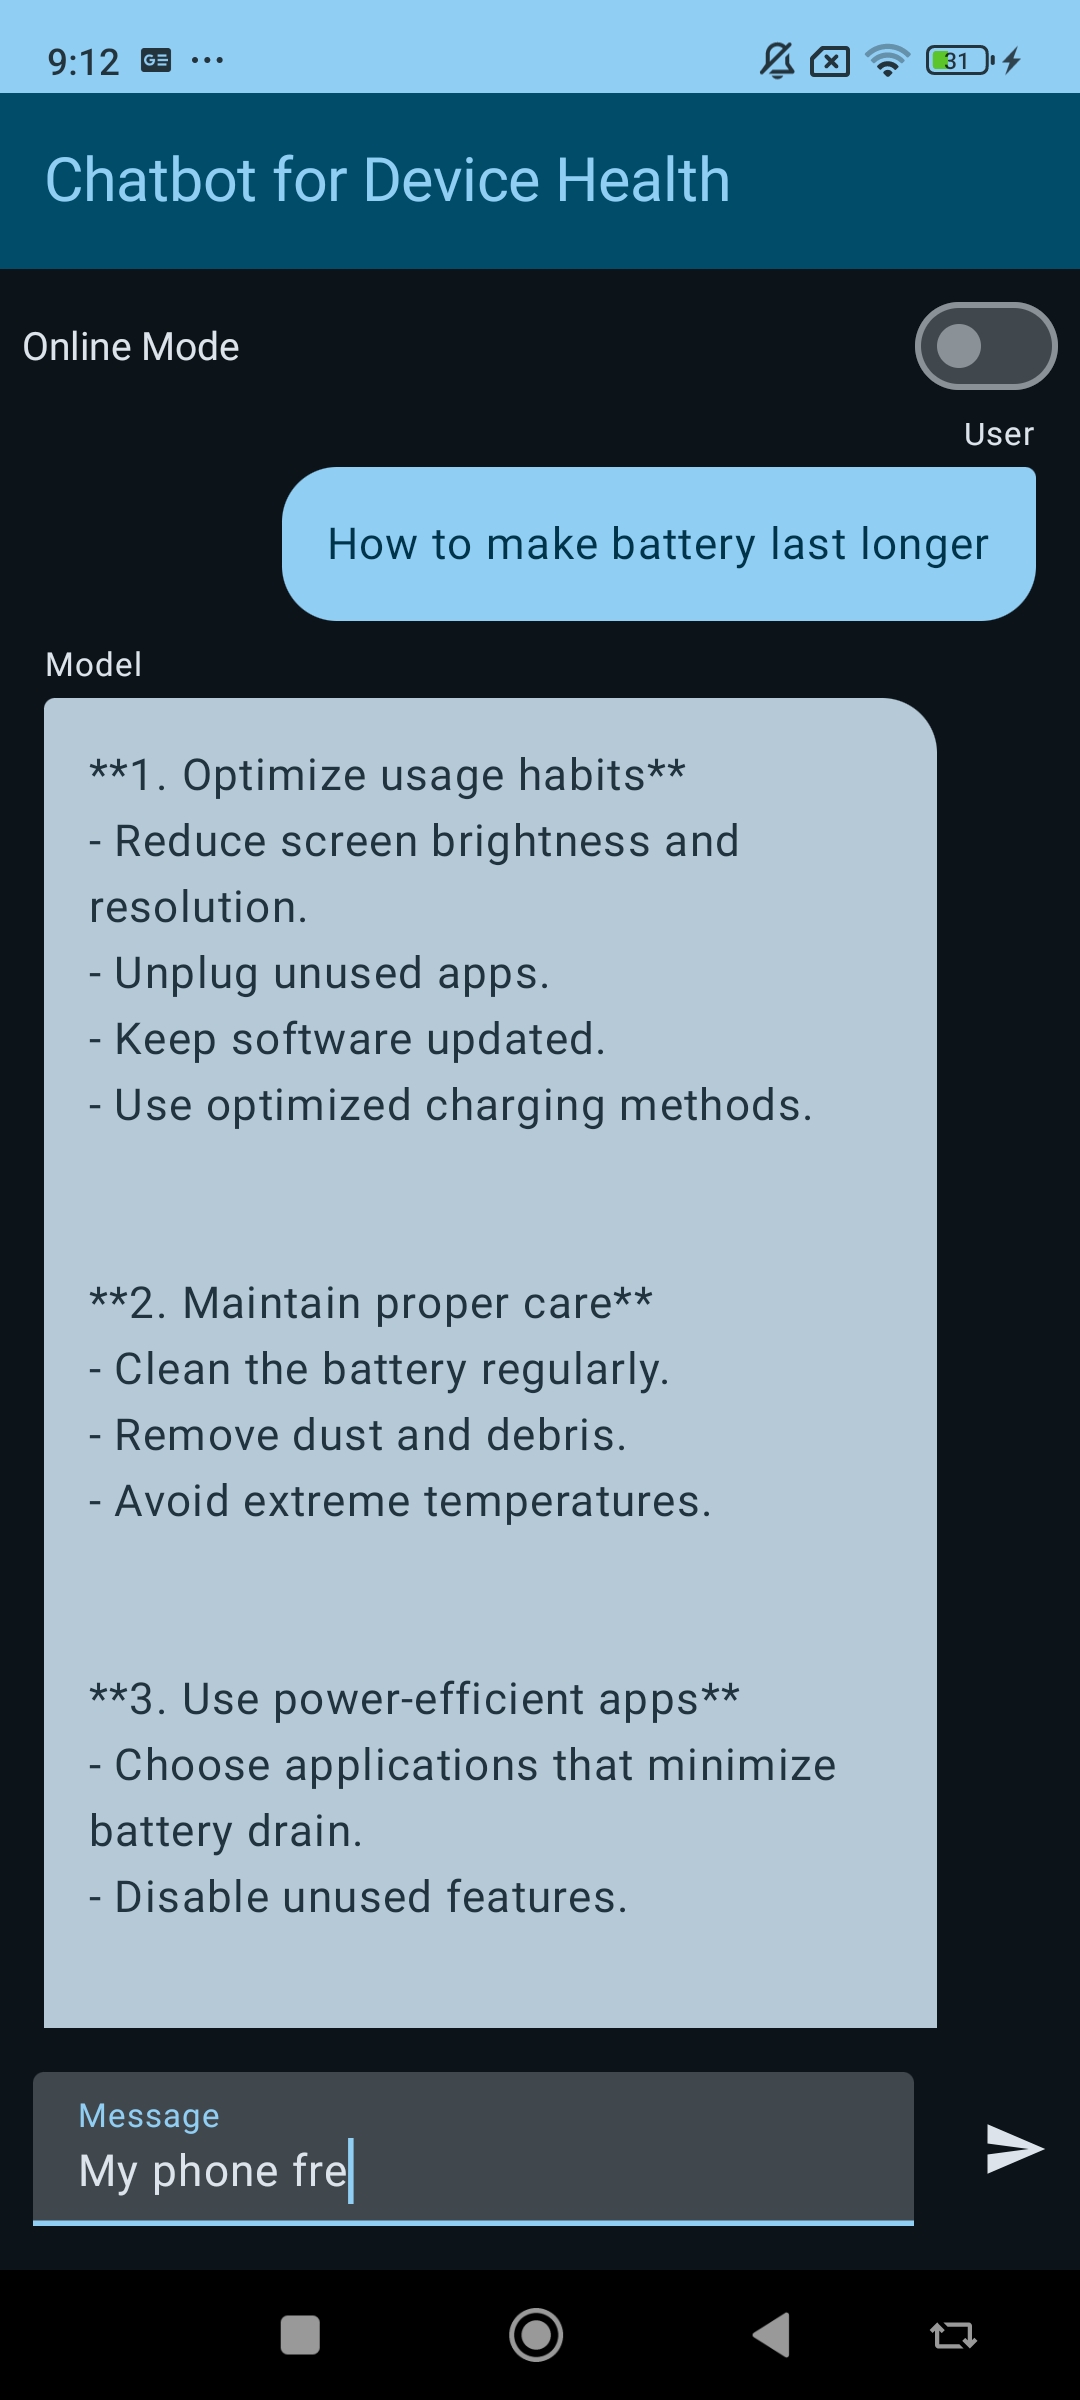 9:12
GE
31
Chatbot for Device Health
Online Mode
User
How to make battery last longer
Model
**1. Optimize usage habits**
- Reduce screen brightness and
resolution.
- Unplug unused apps.
- Keep software updated.
- Use optimized charging methods.
**2. Maintain proper care**
- Clean the battery regularly.
- Remove dust and debris.
- Avoid extreme temperatures.
**3. Use power-efficient apps**
- Choose applications that minimize
battery drain.
- Disable unused features.
Message
My phone fre